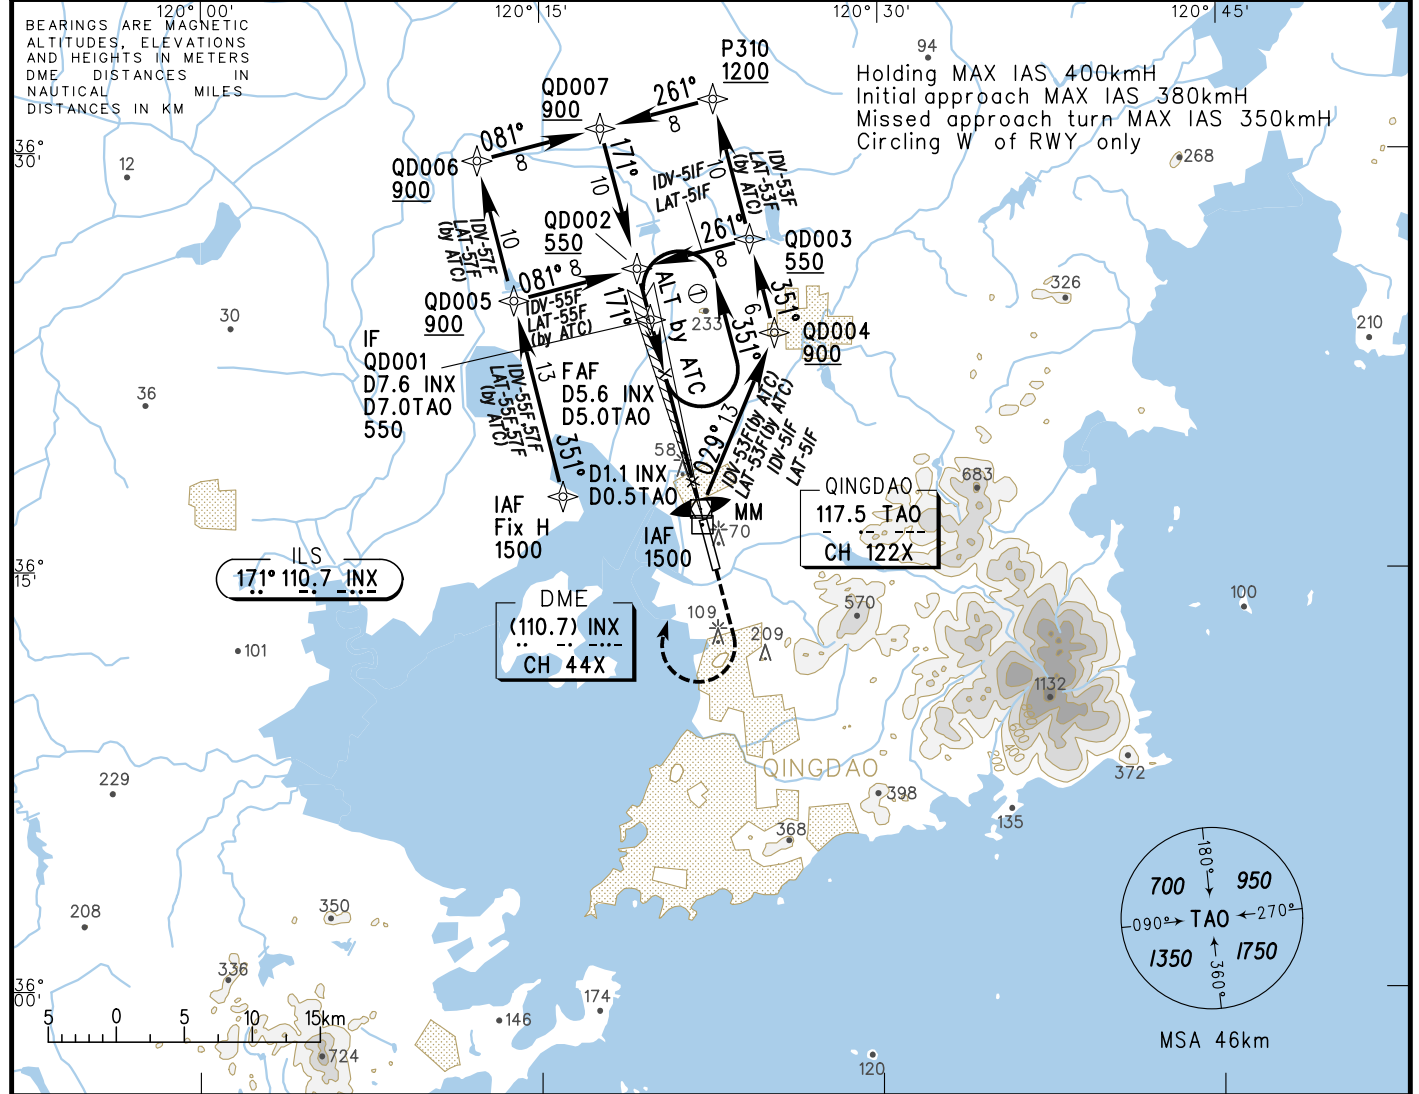 120°00'
120°15'
120°30'
120°45'
BEARINGS ARE MAGNETIC
ALTITUDES, ELEVATIONS
AND HEIGHTS IN METERS
DME DISTANCES IN
NAUTICAL MILES
DISTANCES IN KM
Holding MAX IAS 400kmH
Initial approach MAX IAS 380kmH
Missed approach turn MAX IAS 350kmH
Circling W of RWY only
94
P310
1200
QD007
900
261°
8
081°
8
QD006
900
171°
10
IDV-51F
LAT-51F
10
IDV-53F
LAT-53F
(by ATC)
36°
30'
12
268
QD002
550
261°
8
QD003
550
10
IDV-57F
LAT-57F
(by ATC)
081°
8
QD005
900
IDV-55F
LAT-55F
(by ATC)
171°
ALT by ATC
①
233
351°
351°
6
QD004
900
326
210
30
36
IF
QD001
D7.6 INX
D7.0TAO
550
13
IDV-55F,57F
LAT-55F,57F
(by ATC)
351°
FAF
D5.6 INX
D5.0TAO
029°
13
IDV-53F(by ATC)
LAT-53F(by ATC)
IDV-51F
LAT-51F
58
D1.1 INX
D0.5TAO
683
IAF
Fix H
1500
MM
IAF
1500
70
QINGDAO
117.5 TAO
CH 122X
36°
15'
ILS
171° 110.7 INX
DME
(110.7) INX
CH 44X
109
209
570
100
101
1132
800
600
400
200
372
229
QINGDAO
398
368
135
208
350
336
180°
700
950
090°
TAO
270°
1350
1750
360°
MSA 46km
36°
00'
5
0
5
10
15km
174
146
724
120